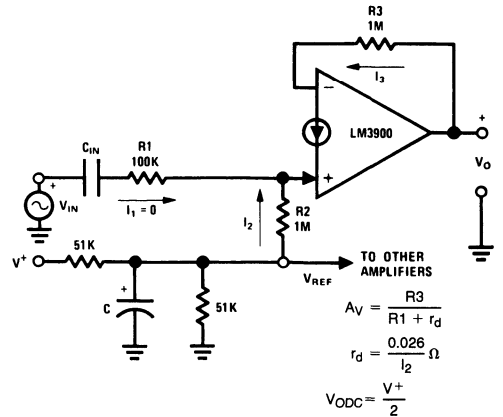 R3
1M
I3
−
LM3900
+
+
VO
CIN
R1
100K
+
VIN
I1 = 0
I2
R2
1M
51K
V+
+
C
51K
VREF
TO OTHER
AMPLIFIERS
AV = R3
R1 + rd
rd = 0.026
I2 Ω
VODC = V+
2